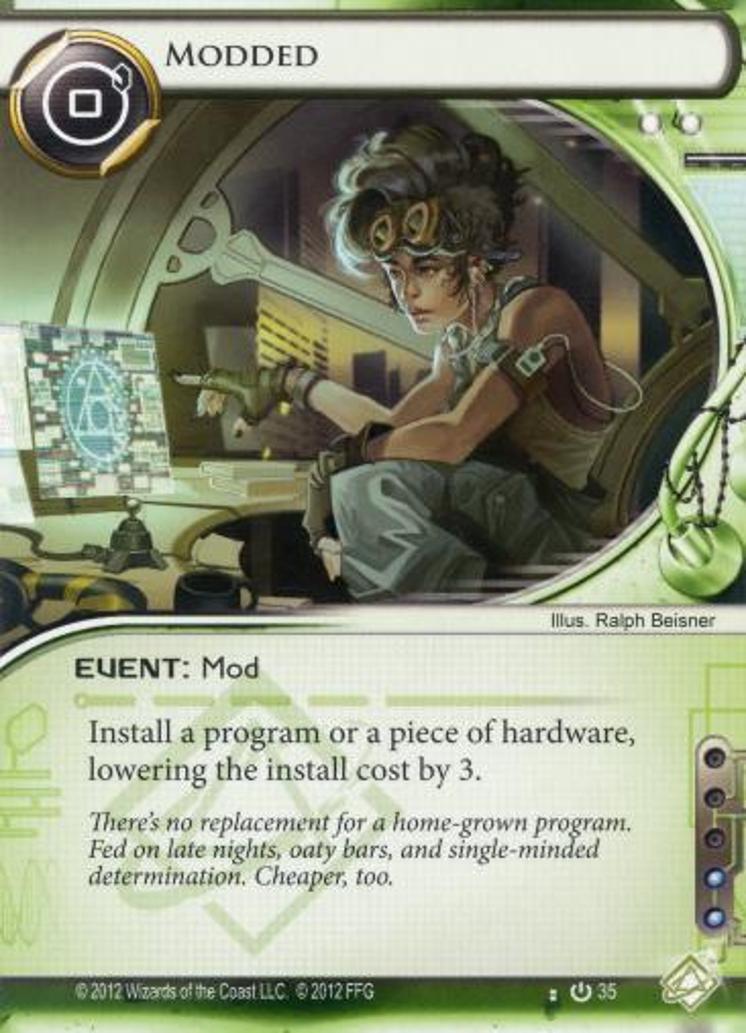 MODDED
Illus. Ralph Beisner
EVENT: Mod
Install a program or a piece of hardware,
lowering the install cost by 3.
There's no replacement for a home-grown program.
Fed on late nights, oaty bars, and single-minded
determination. Cheaper, too.
© 2012 Wizards of the Coast LLC. © 2012 FFG
35